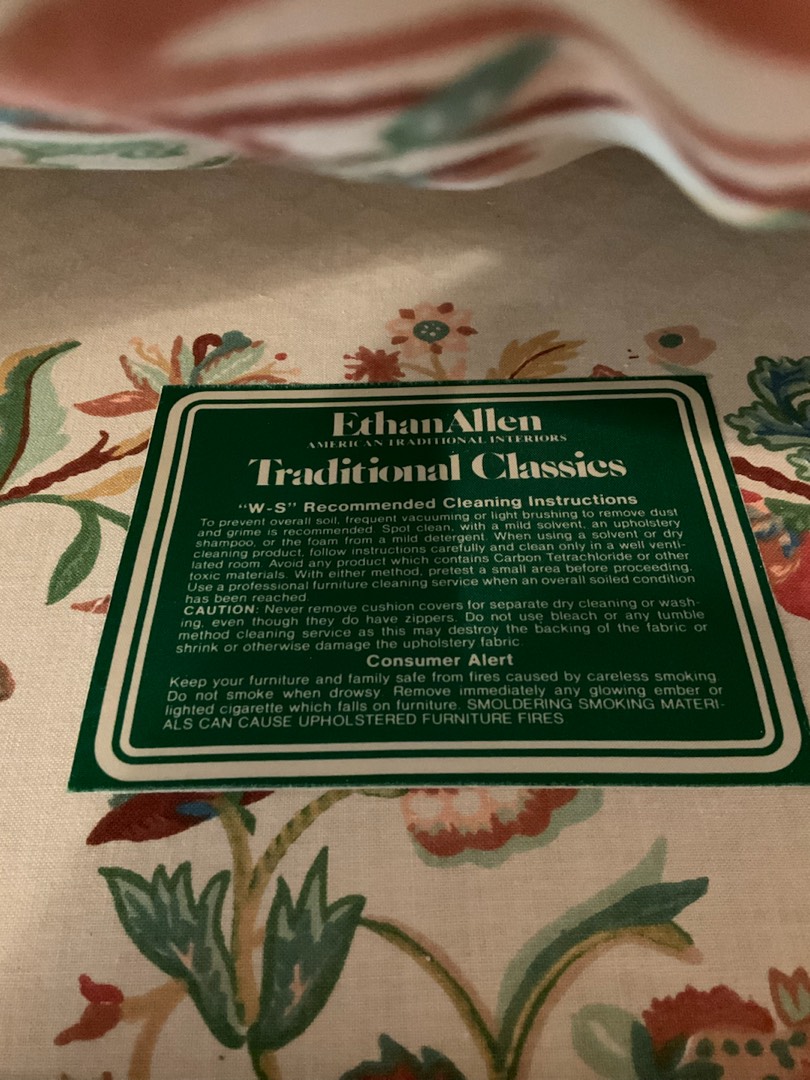 Ethan Allen
AMERICAN TRADITIONAL INTERIORS
Traditional Classics
"W-S" Recommended Cleaning Instructions
To prevent overall soil, frequent vacuuming or light brushing to remove dust
and grime is recommended. Spot clean, with a mild solvent, an upholstery
shampoo, or the foam from a mild detergent. When using a solvent or dry
cleaning product, follow instructions carefully and clean only in a well venti-
lated room. Avoid any product which contains Carbon Tetrachloride or other
toxic materials. With either method, pretest a small area before proceeding.
Use a professional furniture cleaning service when an overall soiled condition
has been reached.
CAUTION: Never remove cushion covers for separate dry cleaning or wash-
ing, even though they do have zippers. Do not use bleach or any tumble
method cleaning service as this may destroy the backing of the fabric or
shrink or otherwise damage the upholstery fabric.
Consumer Alert
Keep your furniture and family safe from fires caused by careless smoking.
Do not smoke when drowsy. Remove immediately any glowing ember or
lighted cigarette which falls on furniture. SMOLDERING SMOKING MATERI-
ALS CAN CAUSE UPHOLSTERED FURNITURE FIRES